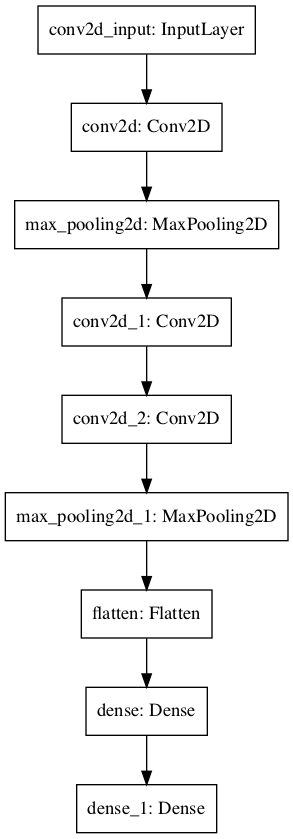 conv2d_input: InputLayer
conv2d: Conv2D
max_pooling2d: MaxPooling2D
conv2d_1: Conv2D
conv2d_2: Conv2D
max_pooling2d_1: MaxPooling2D
flatten: Flatten
dense: Dense
dense_1: Dense